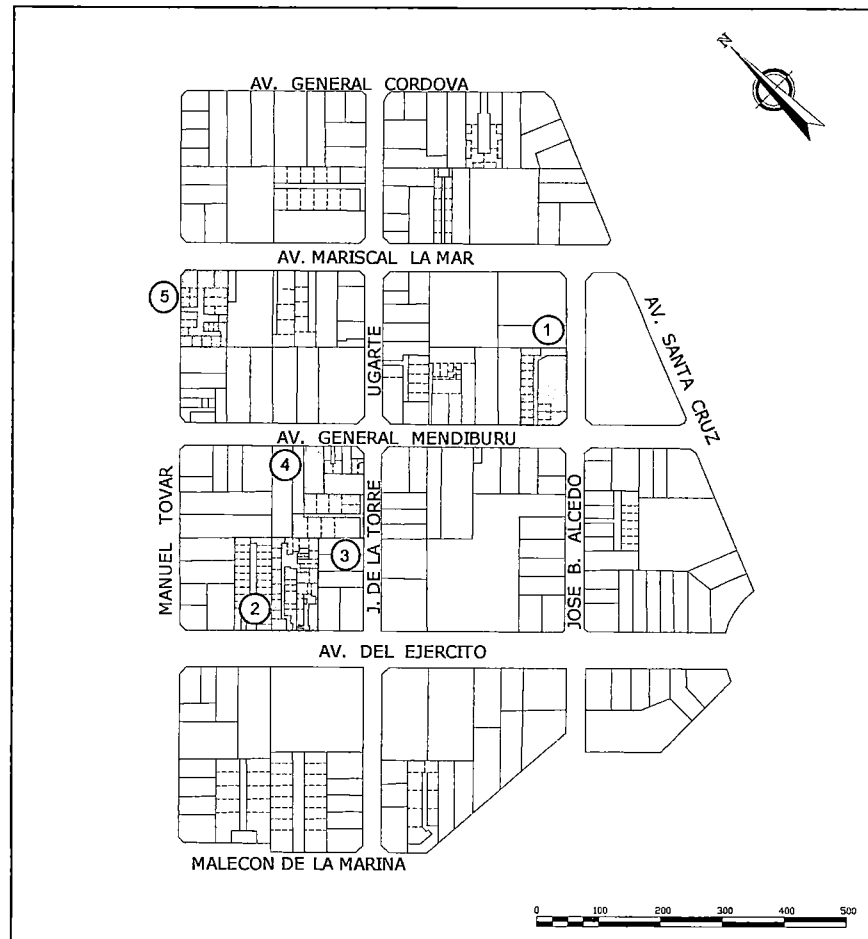 N
AV. GENERAL CORDOVA
AV. MARISCAL LA MAR
5
1
UGARTE
AV. SANTA CRUZ
AV. GENERAL MENDIBURU
4
MANUEL TOVAR
J. DE LA TORRE
JOSE B. ALCEDO
3
2
AV. DEL EJERCITO
MALECON DE LA MARINA
0 100 200 300 400 500